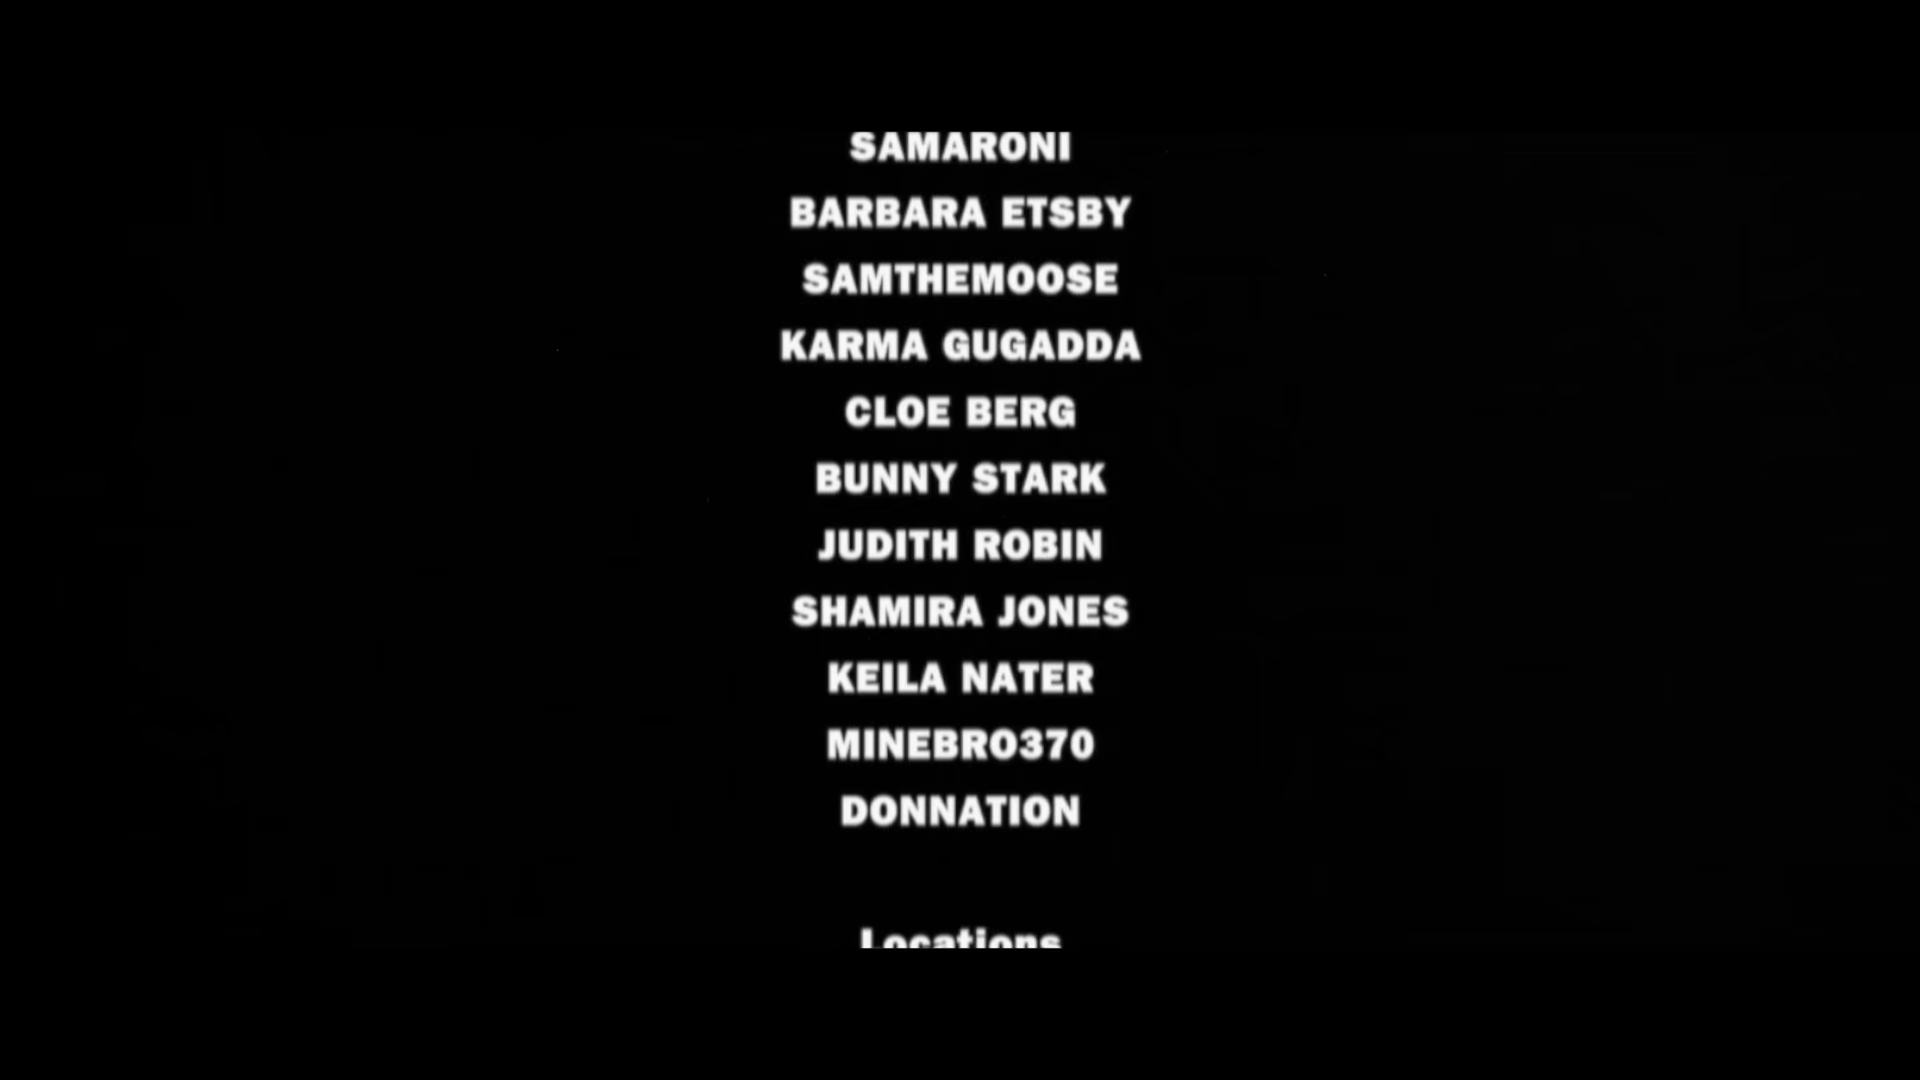 SAMARONI
BARBARA ETSBY
SAMTHEMOOSE
KARMA GUGADDA
CLOE BERG
BUNNY STARK
JUDITH ROBIN
SHAMIRA JONES
KEILA NATER
MINEBRO370
DONNATION
Locations